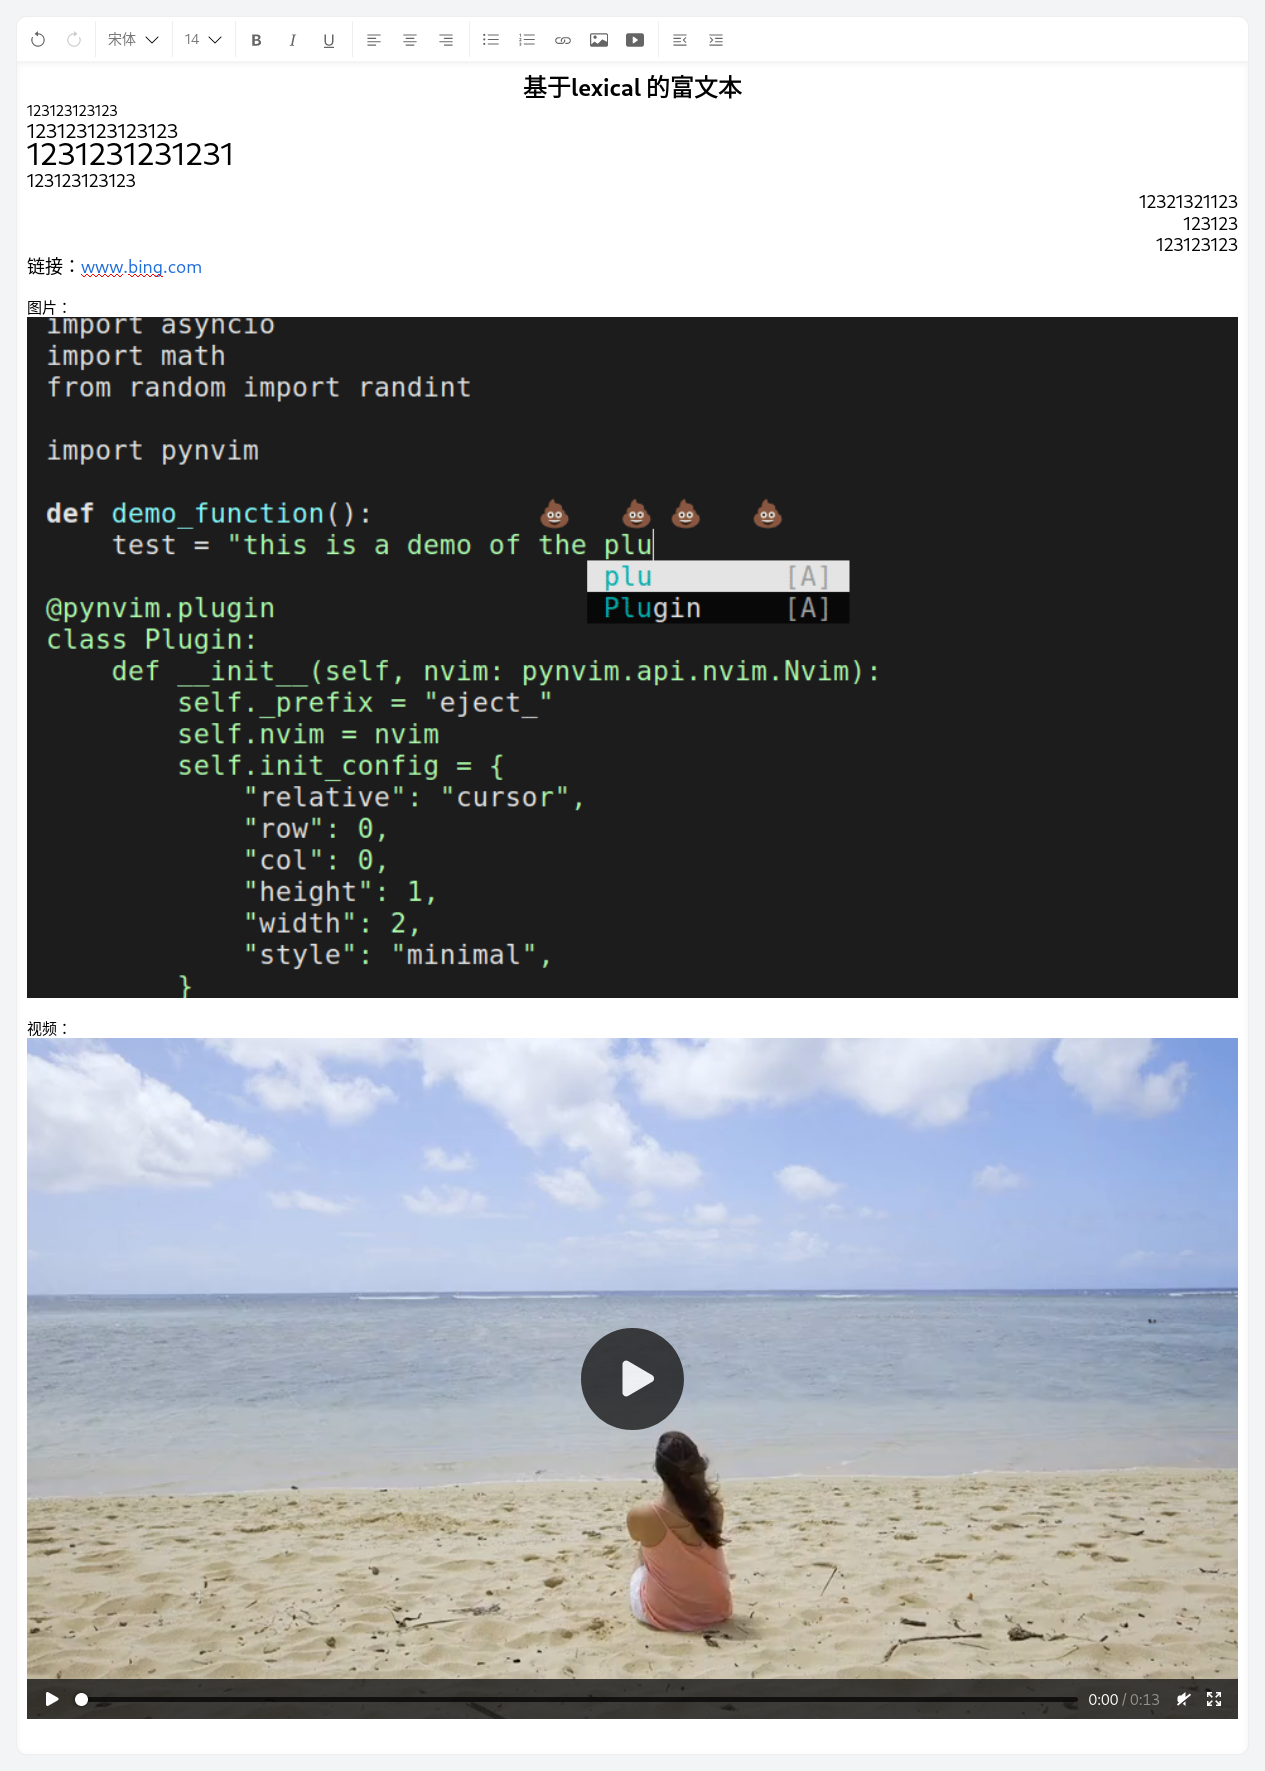 宋体 14 B I U
基于lexical 的富文本
123123123123
123123123123123
1231231231231
123123123123
12321321123
123123
123123123
链接：www.bing.com
图片：
import asyncio
import math
from random import randint
import pynvim
def demo_function():
test = "this is a demo of the plu
plu [A]
@pynvim.plugin
Plugin [A]
class Plugin:
def __init__(self, nvim: pynvim.api.nvim.Nvim):
self._prefix = "eject_"
self.nvim = nvim
self.init_config = {
"relative": "cursor",
"row": 0,
"col": 0,
"height": 1,
"width": 2,
"style": "minimal",
}
视频：
0:00 / 0:13